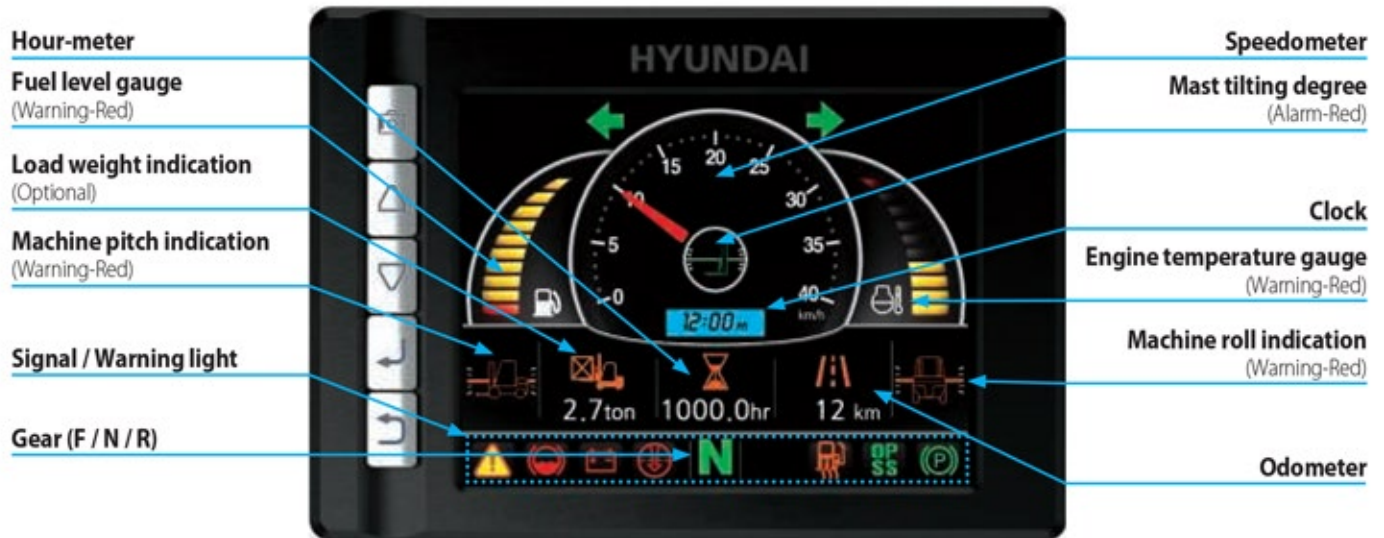 Hour-meter
Fuel level gauge
(Warning-Red)
Load weight indication
(Optional)
Machine pitch indication
(Warning-Red)
Signal / Warning light
Gear (F / N / R)
HYUNDAI
0
5
10
15
20
25
30
35
40
km/h
12:00
2.7ton
1000.0hr
12 km
N
OP
SS
(P)
Speedometer
Mast tilting degree
(Alarm-Red)
Clock
Engine temperature gauge
(Warning-Red)
Machine roll indication
(Warning-Red)
Odometer